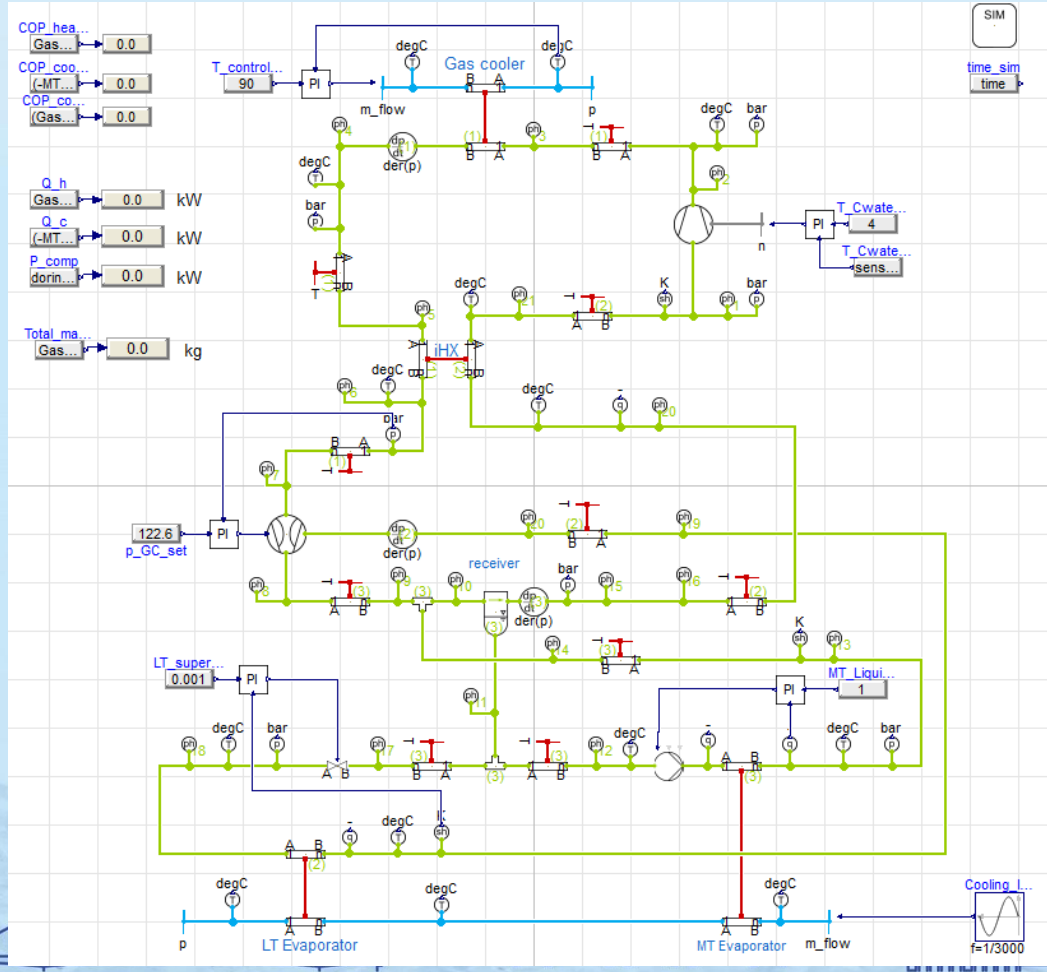 SIM
COP_hea...
Gas...
0.0
COP_coo...
(-MT...
0.0
COP_co...
(Gas...
0.0
T_control...
90
PI
degC
T
degC
T
Gas cooler
B A
m_flow
p
time_sim
time
ph
4
dp
dt
der(p)
(1)
B A
ph
3
(1)
B A
degC
T
bar
p
ph
2
degC
T
bar
p
Q_h
Gas...
0.0
kW
Q_c
(-MT...
0.0
kW
P_comp
dorin...
0.0
kW
PI
T_Cwate...
4
n
T_Cwate...
sens...
T
(1)
Total_ma...
Gas...
0.0
kg
ph
5
degC
T
ph
21
(2)
A B
K
sh
ph
1
bar
p
iHX
(1)
(2)
ph
6
degC
T
bar
p
degC
T
-
q
ph
20
B A
(1)
T
ph
7
122.6
p_GC_set
PI
dp
dt
der(p)
ph
20
(2)
B A
ph
19
receiver
ph
8
(3)
A B
ph
9
(3)
ph
10
(3)
dp
dt
der(p)
bar
p
ph
15
ph
16
(2)
B A
ph
14
(3)
B A
K
sh
ph
13
LT_super...
0.001
PI
MT_Liqui...
1
PI
ph
11
ph
18
degC
T
bar
p
A B
ph
17
(3)
B A
(3)
(3)
A B
ph
12
degC
T
-
q
A B
(3)
q
degC
T
bar
p
A B
(2)
-
q
degC
T
sh
degC
T
degC
T
degC
T
Cooling_l...
p
A B
LT Evaporator
A B
MT Evaporator
m_flow
f=1/3000